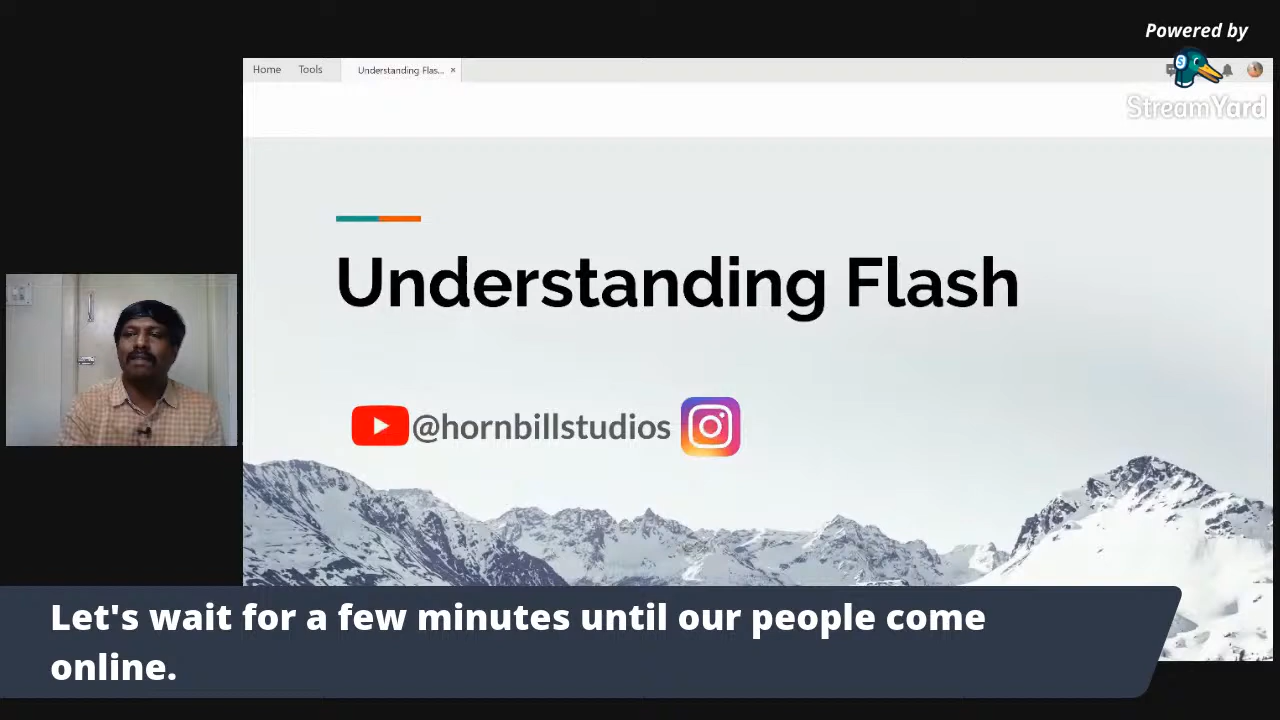 Powered by
StreamYard
Home Tools Understanding Flas... ×
Understanding Flash
@hornbillstudios
Let's wait for a few minutes until our people come
online.